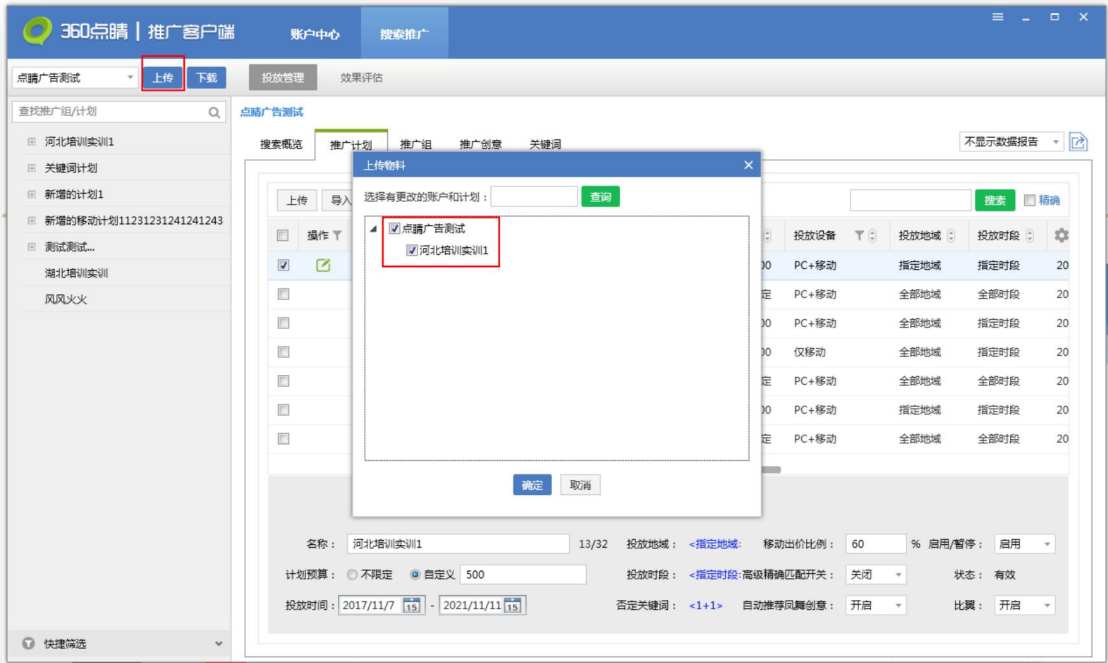 360点睛 | 推广客户端 账户中心 搜索推广
点睛广告测试 上传 下载 投放管理 效果评估
查找推广组/计划 点睛广告测试
河北培训实训1 搜索概览 推广计划 推广组 推广创意 关键词 不显示数据报告
关键词计划 上传物料
新增的计划1 上传 导入 选择有更改的账户和计划: 查询 搜索 精确
新增的移动计划11231231241241243 点睛广告测试
测试测试... 操作 河北培训实训1 投放设备 投放地域 投放时段
湖北培训实训 00 PC+移动 指定地域 指定时段 20
风风火火 定 PC+移动 全部地域 全部时段 20
00 PC+移动 全部地域 指定时段 20
00 仅移动 全部地域 指定时段 20
定 PC+移动 全部地域 全部时段 20
00 PC+移动 指定地域 指定时段 20
定 PC+移动 全部地域 全部时段 20
确定 取消
名称: 河北培训实训1 13/32 投放地域: <指定地域: 移动出价比例: 60 % 启用/暂停: 启用
计划预算: 不限定 自定义 500 投放时段: <指定时段: 高级精确匹配开关: 关闭 状态: 有效
投放时间: 2017/11/7 15 - 2021/11/11 15 否定关键词: <1+1> 自动推荐凤舞创意: 开启 比翼: 开启
快捷筛选